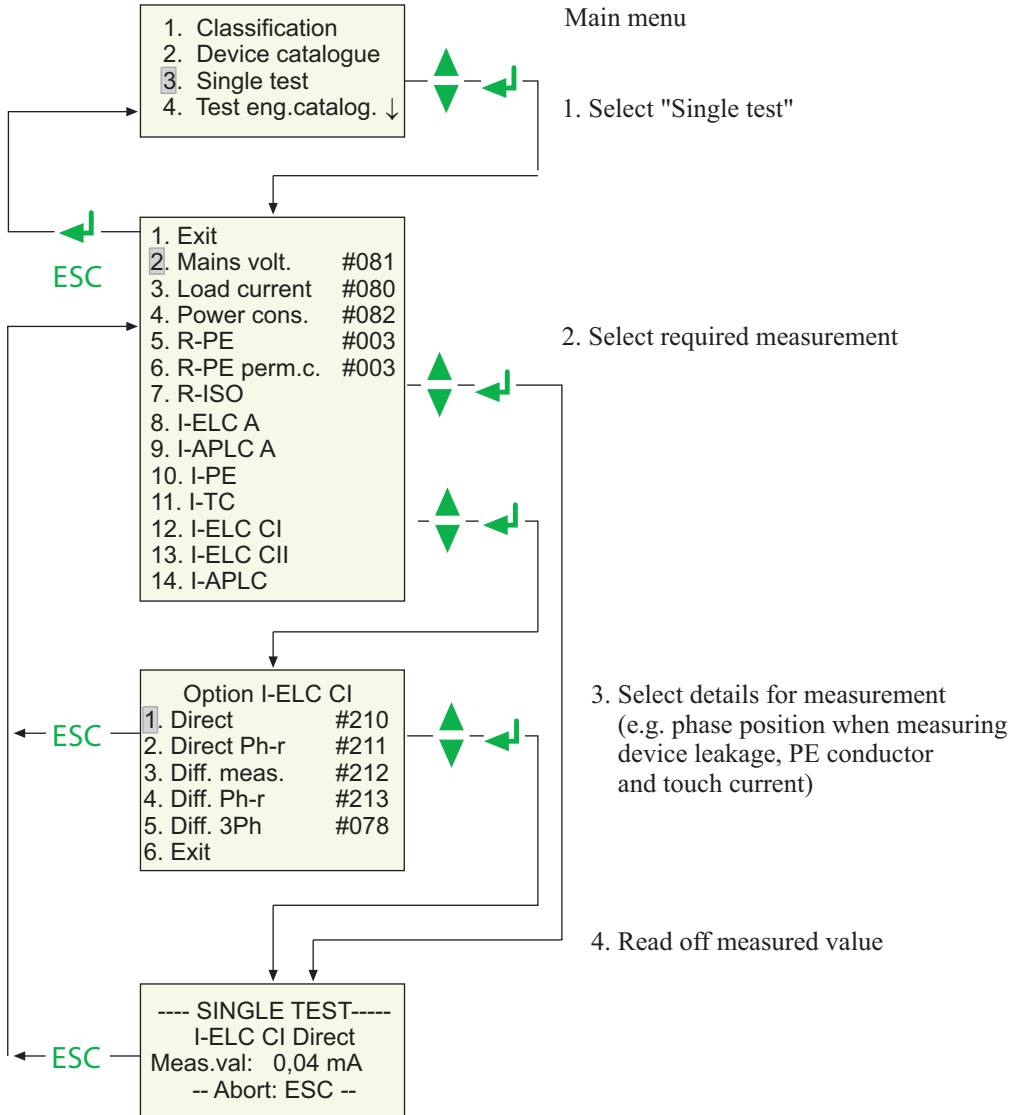 Main menu
1. Classification
2. Device catalogue
3. Single test
4. Test eng.catalog. ↓
1. Select "Single test"
ESC
1. Exit
2. Mains volt. #081
3. Load current #080
4. Power cons. #082
5. R-PE #003
6. R-PE perm.c. #003
7. R-ISO
8. I-ELC A
9. I-APLC A
10. I-PE
11. I-TC
12. I-ELC CI
13. I-ELC CII
14. I-APLC
2. Select required measurement
Option I-ELC CI
1. Direct #210
2. Direct Ph-r #211
3. Diff. meas. #212
4. Diff. Ph-r #213
5. Diff. 3Ph #078
6. Exit
ESC
3. Select details for measurement
(e.g. phase position when measuring
device leakage, PE conductor
and touch current)
4. Read off measured value
---- SINGLE TEST-----
I-ELC CI Direct
Meas.val: 0,04 mA
-- Abort: ESC --
ESC